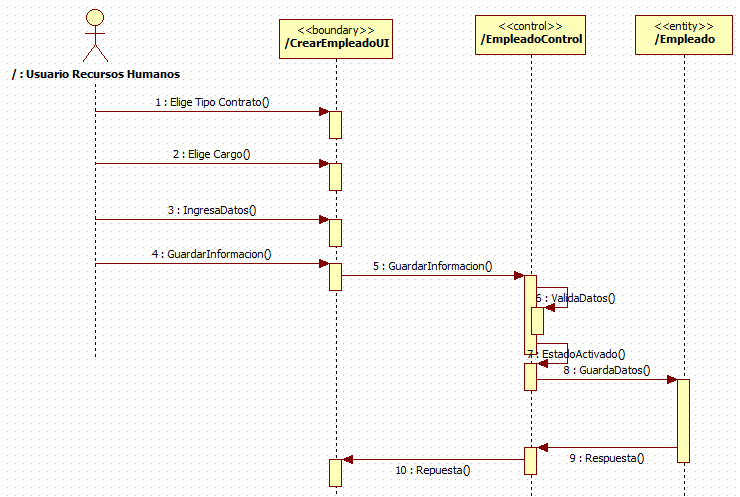 <<boundary>>
/CrearEmpleadoUI
<<control>>
/EmpleadoControl
<<entity>>
/Empleado
/ : Usuario Recursos Humanos
1 : Elige Tipo Contrato()
2 : Elige Cargo()
3 : IngresaDatos()
4 : GuardarInformacion()
5 : GuardarInformacion()
6 : ValidaDatos()
7 : EstadoActivado()
8 : GuardaDatos()
9 : Respuesta()
10 : Repuesta()